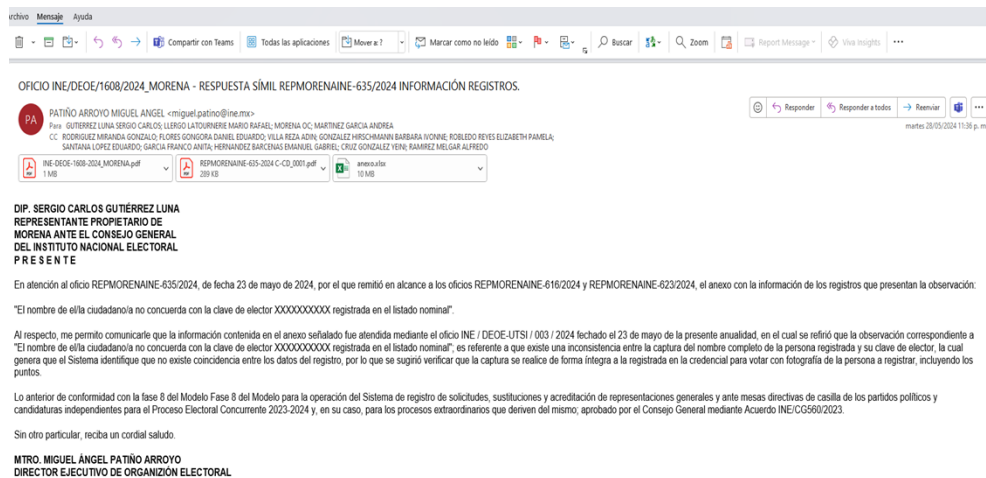 Archivo Mensaje Ayuda
Compartir con Teams Todas las aplicaciones Mover a: ? Marcar como no leído Buscar Zoom Report Message Viva Insights
OFICIO INE/DEOE/1608/2024_MORENA - RESPUESTA SÍMIL REPMORENAINE-635/2024 INFORMACIÓN REGISTROS.
PA
PATIÑO ARROYO MIGUEL ANGEL <miguel.patino@ine.mx>
Para GUTIERREZ LUNA SERGIO CARLOS; LLERGO LATOURNERIE MARIO RAFAEL; MORENA OC; MARTINEZ GARCIA ANDREA
CC RODRIGUEZ MIRANDA GONZALO; FLORES GONGORA DANIEL EDUARDO; VILLA REZA ADIN; GONZALEZ HIRSCHMANN BARBARA IVONNE; ROBLEDO REYES ELIZABETH PAMELA;
SANTANA LOPEZ EDUARDO; GARCIA FRANCO ANITA; HERNANDEZ BARCENAS EMANUEL GABRIEL; CRUZ GONZALEZ YEINI; RAMIREZ MELGAR ALFREDO
Responder Responder a todos Reenviar
martes 28/05/2024 11:38 p. m.
INE-DEOE-1608-2024_MORENA.pdf
1 MB
REPMORENAINE-635-2024 C-CD_0001.pdf
289 KB
anexo.xlsx
10 MB
DIP. SERGIO CARLOS GUTIÉRREZ LUNA
REPRESENTANTE PROPIETARIO DE
MORENA ANTE EL CONSEJO GENERAL
DEL INSTITUTO NACIONAL ELECTORAL
P R E S E N T E
En atención al oficio REPMORENAINE-635/2024, de fecha 23 de mayo de 2024, por el que remitió en alcance a los oficios REPMORENAINE-616/2024 y REPMORENAINE-623/2024, el anexo con la información de los registros que presentan la observación:
"El nombre de el/la ciudadano/a no concuerda con la clave de elector XXXXXXXXXX registrada en el listado nominal".
Al respecto, me permito comunicarle que la información contenida en el anexo señalado fue atendida mediante el oficio INE / DEOE-UTSI / 003 / 2024 fechado el 23 de mayo de la presente anualidad, en el cual se refirió que la observación correspondiente a
"El nombre de el/la ciudadano/a no concuerda con la clave de elector XXXXXXXXXX registrada en el listado nominal", es referente a que existe una inconsistencia entre la captura del nombre completo de la persona registrada y su clave de elector, la cual
genera que el Sistema identifique que no existe coincidencia entre los datos del registro, por lo que se sugirió verificar que la captura se realice de forma íntegra a la registrada en la credencial para votar con fotografía de la persona a registrar, incluyendo los
puntos.
Lo anterior de conformidad con la fase 8 del Modelo Fase 8 del Modelo para la operación del Sistema de registro de solicitudes, sustituciones y acreditación de representaciones generales y ante mesas directivas de casilla de los partidos políticos y
candidaturas independientes para el Proceso Electoral Concurrente 2023-2024 y, en su caso, para los procesos extraordinarios que deriven del mismo; aprobado por el Consejo General mediante Acuerdo INE/CG560/2023.
Sin otro particular, reciba un cordial saludo.
MTRO. MIGUEL ÁNGEL PATIÑO ARROYO
DIRECTOR EJECUTIVO DE ORGANIZIÓN ELECTORAL